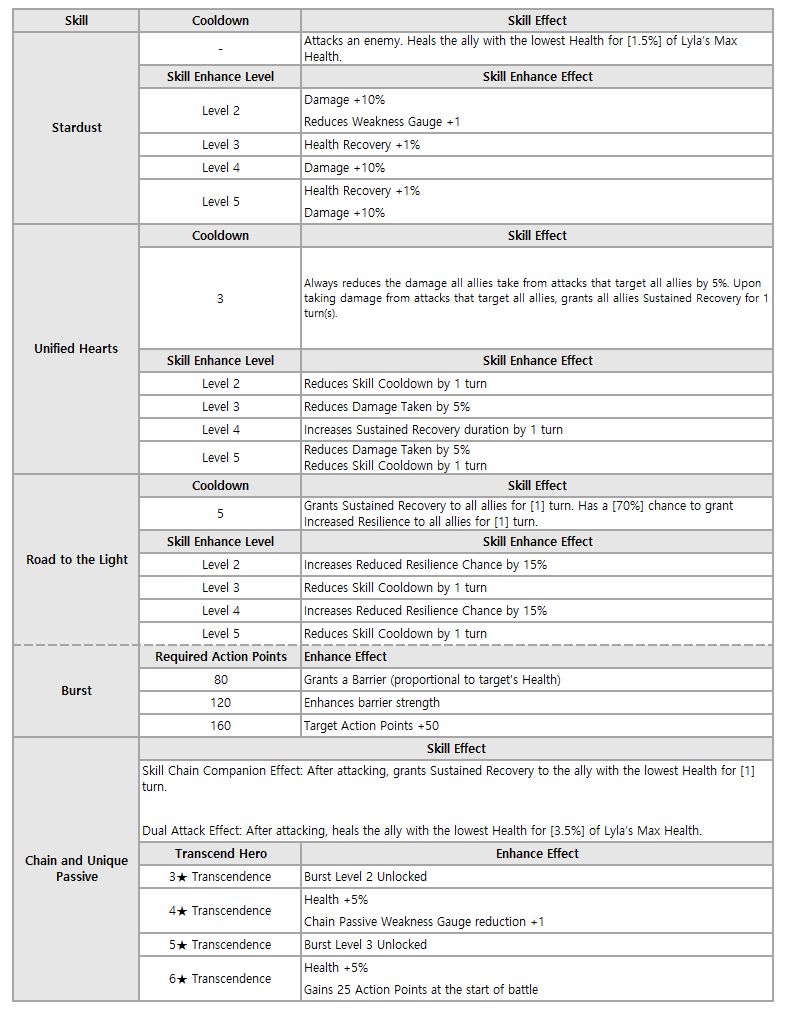 Skill Cooldown Skill Effect
Stardust
-
Attacks an enemy. Heals the ally with the lowest Health for [1.5%] of Lyla's Max
Health.
Skill Enhance Level Skill Enhance Effect
Level 2
Damage +10%
Reduces Weakness Gauge +1
Level 3 Health Recovery +1%
Level 4 Damage +10%
Level 5
Health Recovery +1%
Damage +10%
Unified Hearts
Cooldown Skill Effect
3
Always reduces the damage all allies take from attacks that target all allies by 5%. Upon
taking damage from attacks that target all allies, grants all allies Sustained Recovery for 1
turn(s).
Skill Enhance Level Skill Enhance Effect
Level 2 Reduces Skill Cooldown by 1 turn
Level 3 Reduces Damage Taken by 5%
Level 4 Increases Sustained Recovery duration by 1 turn
Level 5
Reduces Damage Taken by 5%
Reduces Skill Cooldown by 1 turn
Road to the Light
Cooldown Skill Effect
5
Grants Sustained Recovery to all allies for [1] turn. Has a [70%] chance to grant
Increased Resilience to all allies for [1] turn.
Skill Enhance Level Skill Enhance Effect
Level 2 Increases Reduced Resilience Chance by 15%
Level 3 Reduces Skill Cooldown by 1 turn
Level 4 Increases Reduced Resilience Chance by 15%
Level 5 Reduces Skill Cooldown by 1 turn
Burst
Required Action Points Enhance Effect
80 Grants a Barrier (proportional to target's Health)
120 Enhances barrier strength
160 Target Action Points +50
Chain and Unique
Passive
Skill Effect
Skill Chain Companion Effect: After attacking, grants Sustained Recovery to the ally with the lowest Health for [1]
turn.
Dual Attack Effect: After attacking, heals the ally with the lowest Health for [3.5%] of Lyla's Max Health.
Transcend Hero Enhance Effect
3★ Transcendence Burst Level 2 Unlocked
4★ Transcendence
Health +5%
Chain Passive Weakness Gauge reduction +1
5★ Transcendence Burst Level 3 Unlocked
6★ Transcendence
Health +5%
Gains 25 Action Points at the start of battle